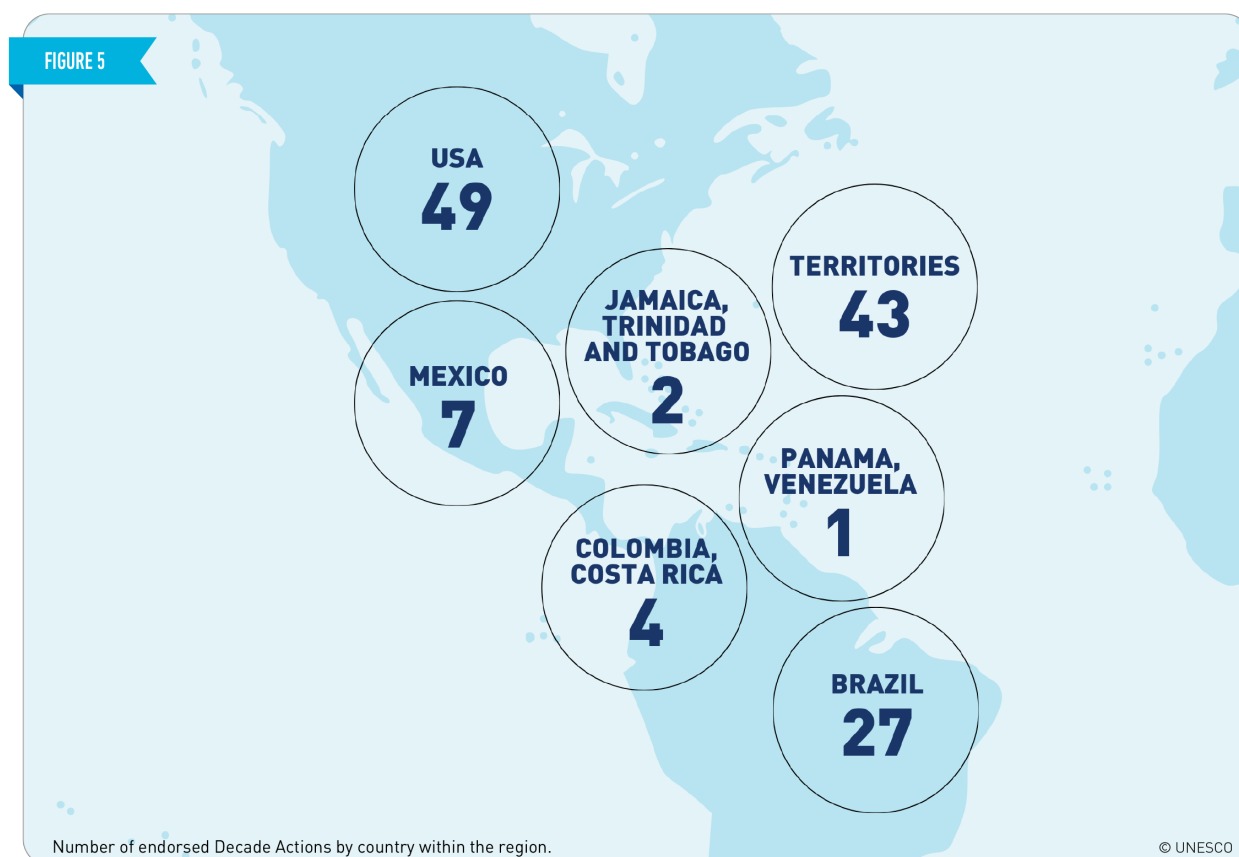 FIGURE 5
USA
49
TERRITORIES
43
JAMAICA,
TRINIDAD
AND TOBAGO
2
MEXICO
7
PANAMA,
VENEZUELA
1
COLOMBIA,
COSTA RICA
4
BRAZIL
27
Number of endorsed Decade Actions by country within the region.
© UNESCO